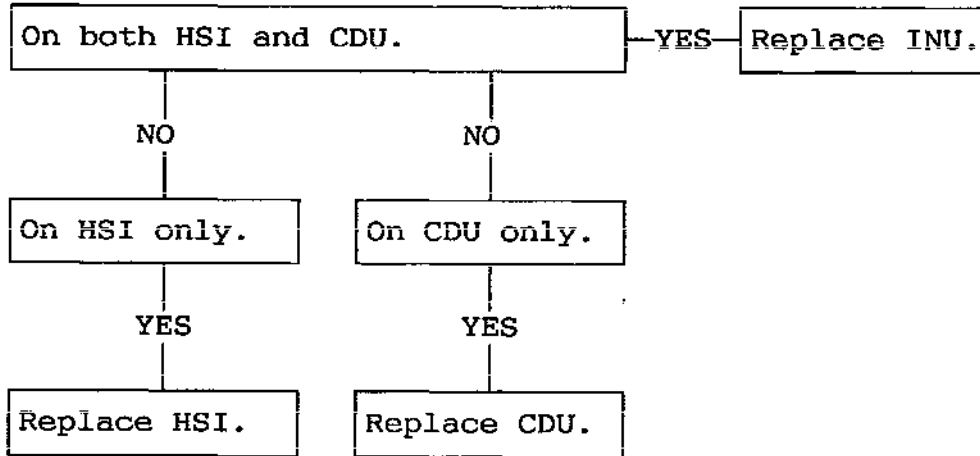 On both HSI and CDU.
YES
Replace INU.
NO
NO
On HSI only.
On CDU only.
YES
YES
Replace HSI.
Replace CDU.